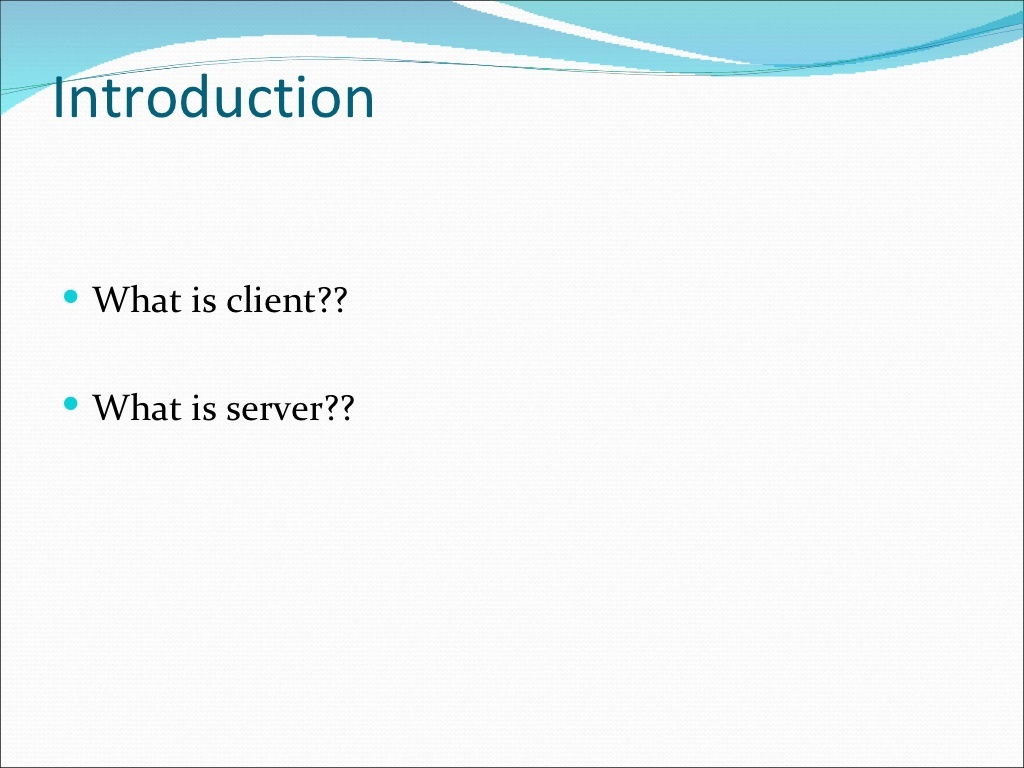 Introduction
• What is client??
• What is server??